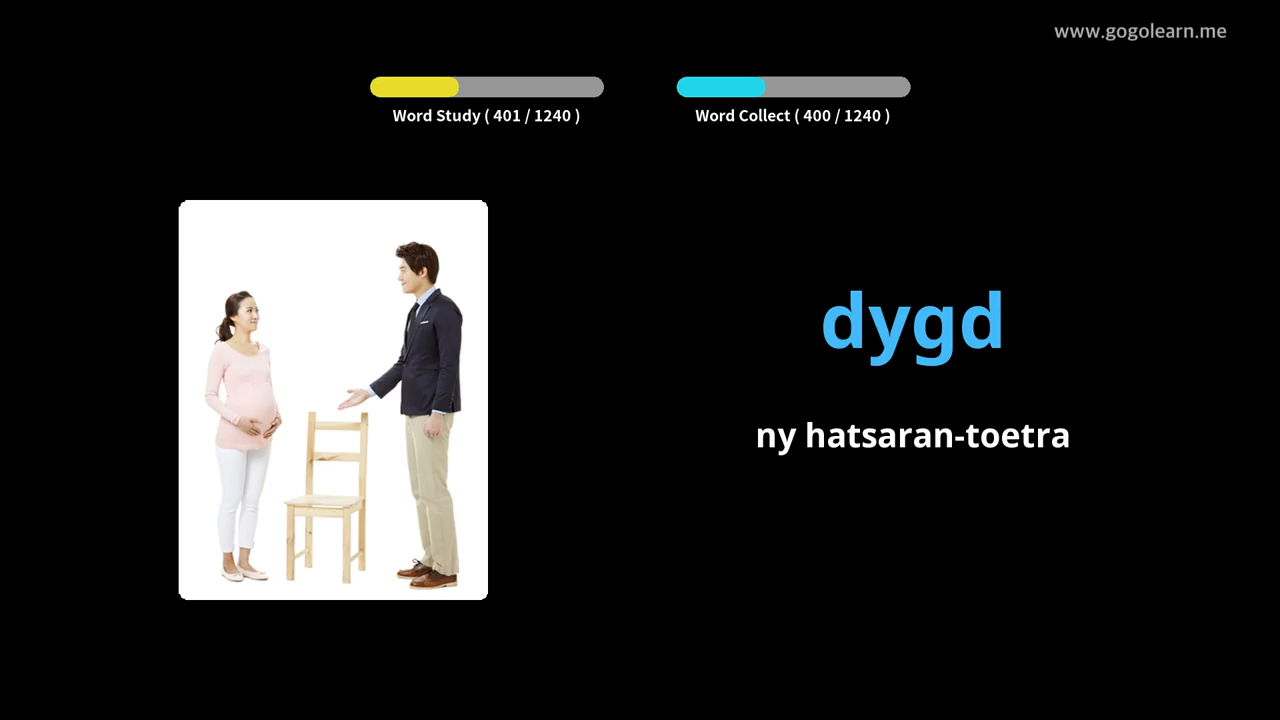 www.gogolearn.me
Word Study ( 401 / 1240 )
Word Collect ( 400 / 1240 )
dygd
ny hatsaran-toetra